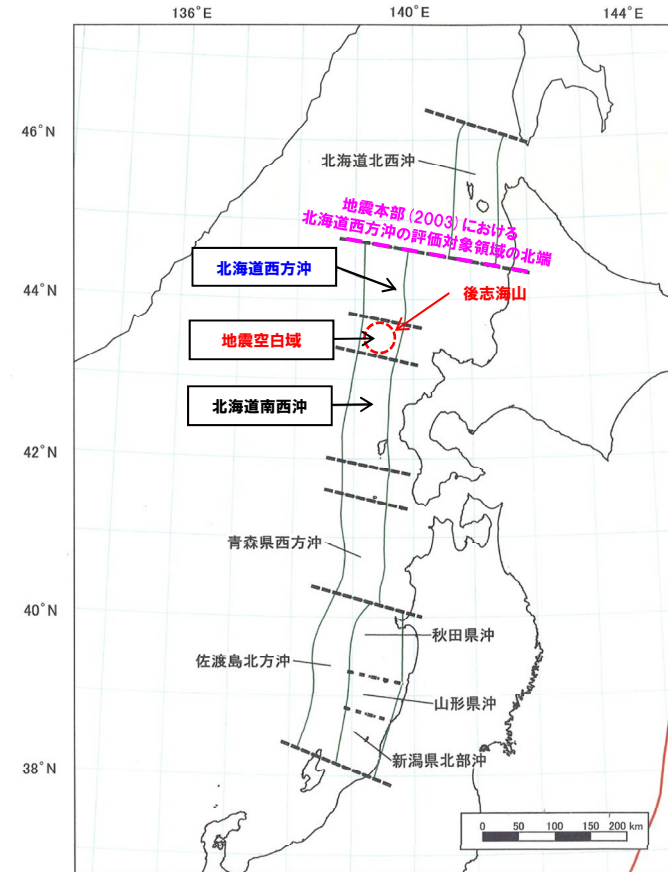 136°E
140°E
144°E
46°N
北海道北西沖
地震本部(2003)における
北海道西方沖の評価対象領域の北端
北海道西方沖
44°N
後志海山
地震空白域
北海道南西沖
42°N
青森県西方沖
40°N
秋田県沖
佐渡島北方沖
山形県沖
新潟県北部沖
38°N
0 50 100 150 200 km